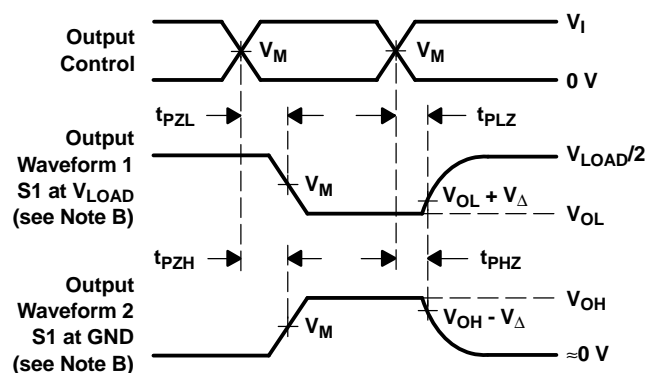 Output
Control
V_M
V_M
V_I
0 V
t_PZL
t_PLZ
Output
Waveform 1
S1 at V_LOAD
(see Note B)
V_M
V_LOAD/2
V_OL + V_Δ
V_OL
t_PZH
t_PHZ
Output
Waveform 2
S1 at GND
(see Note B)
V_M
V_OH
V_OH - V_Δ
≈0 V